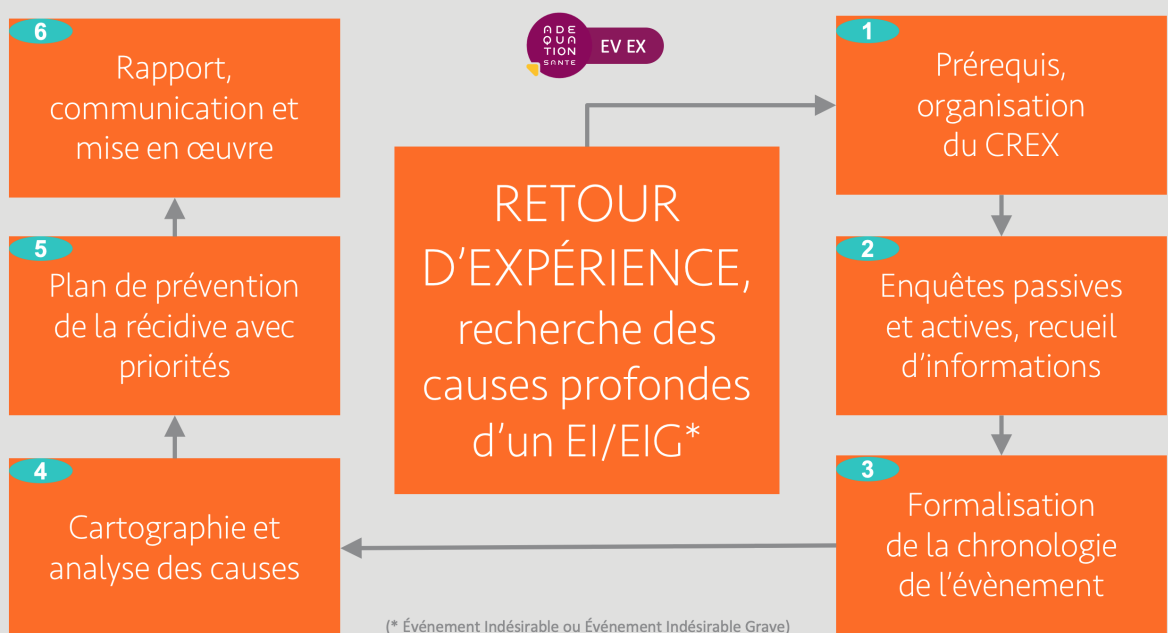 ADE
QUA
TION
SANTE
EV EX
RETOUR
D'EXPÉRIENCE,
recherche des
causes profondes
d'un EI/EIG*
1
Prérequis,
organisation
du CREX
2
Enquêtes passives
et actives, recueil
d'informations
3
Formalisation
de la chronologie
de l'évènement
4
Cartographie et
analyse des causes
5
Plan de prévention
de la récidive avec
priorités
6
Rapport,
communication et
mise en œuvre
(* Événement Indésirable ou Événement Indésirable Grave)